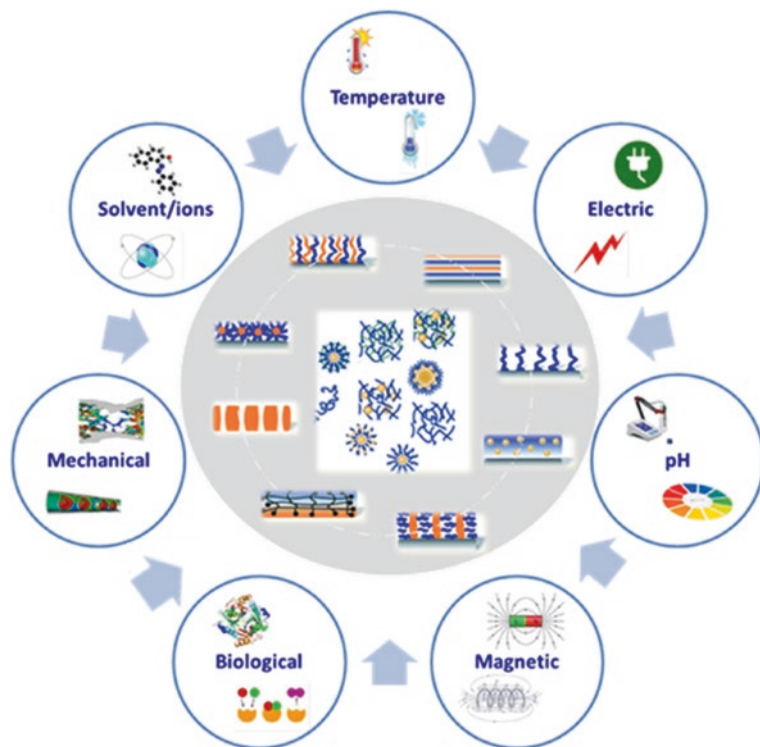 Temperature
Solvent/ions
Electric
Mechanical
pH
Biological
Magnetic